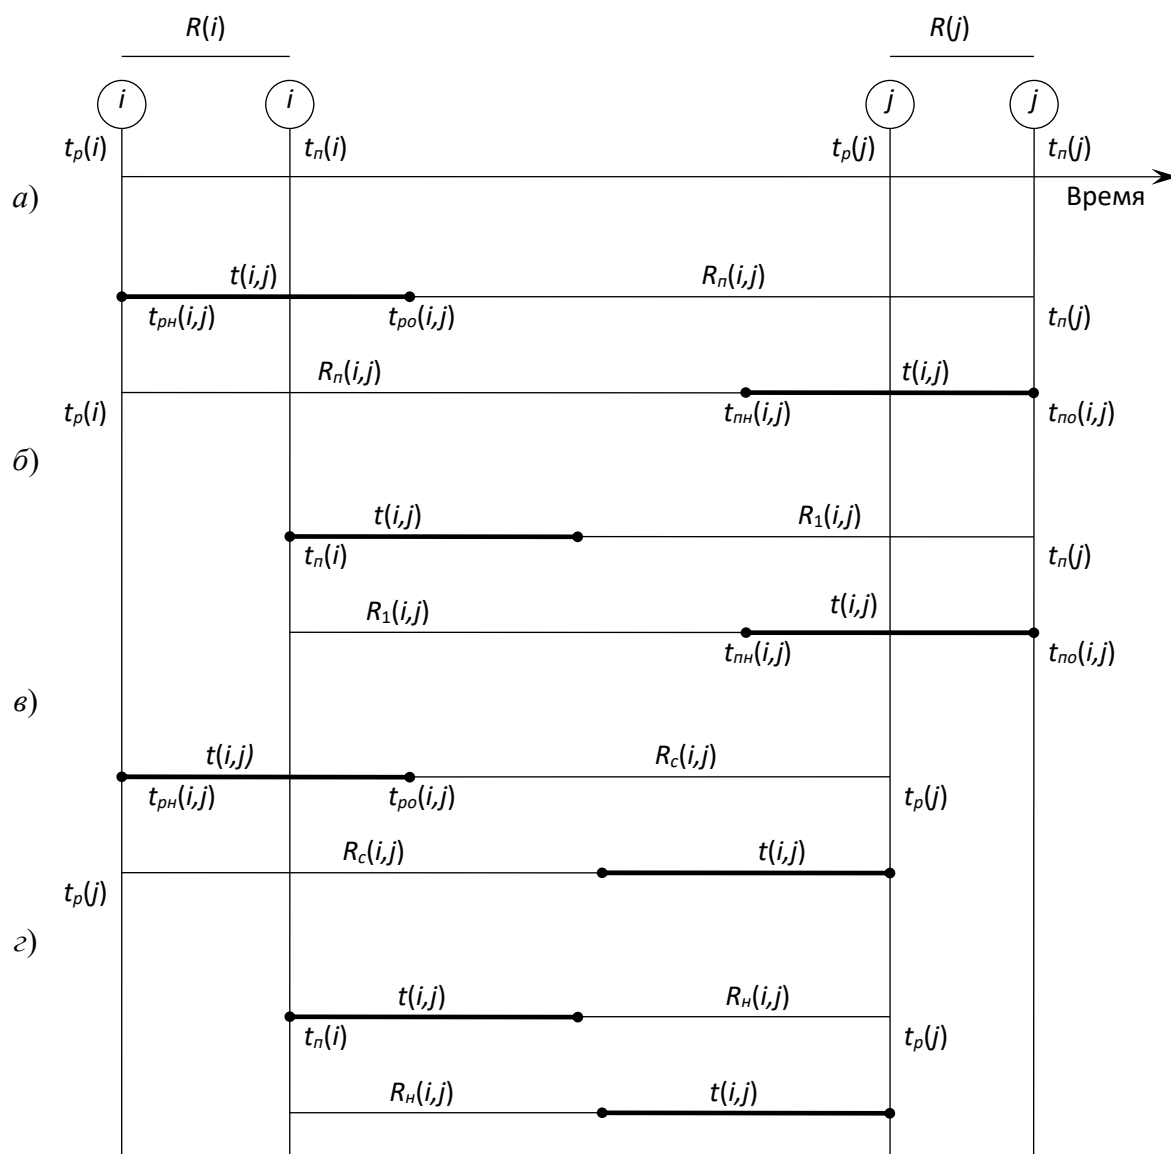 R(i) R(j)
i i j j
tр(i) tп(i) tр(j) tп(j)
Время
а)
t(i,j) Rп(i,j)
tрн(i,j) tро(i,j) tп(j)
Rп(i,j) t(i,j)
tр(i) tпн(i,j) tпо(i,j)
б)
t(i,j) R1(i,j)
tп(i) tп(j)
R1(i,j) t(i,j)
tпн(i,j) tпо(i,j)
в)
t(i,j) Rс(i,j)
tрн(i,j) tро(i,j) tр(j)
Rс(i,j) t(i,j)
tр(j)
г)
t(i,j) Rн(i,j)
tп(i) tр(j)
Rн(i,j) t(i,j)